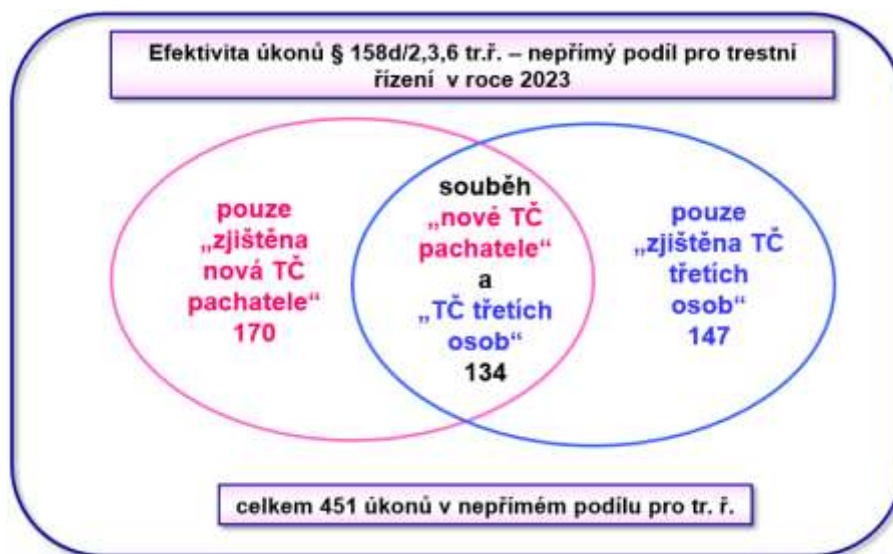 Efektivita úkonů § 158d/2,3,6 tr.ř. – nepřímý podíl pro trestní
řízení v roce 2023
pouze
„zjištěna
nová TČ
pachatele“
170
souběh
„nové TČ
pachatele“
a
„TČ třetích
osob“
134
pouze
„zjištěna TČ
třetích
osob“
147
celkem 451 úkonů v nepřímém podílu pro tr. ř.